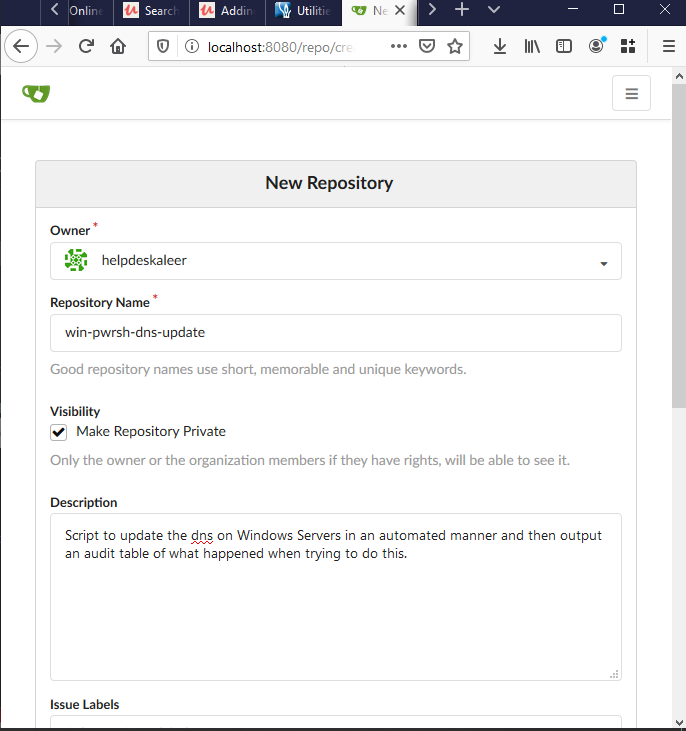 Online
Search
Addin
Utilitie
Ne
localhost:8080/repo/cre
New Repository
Owner *
helpdeskaleer
Repository Name *
win-pwrsh-dns-update
Good repository names use short, memorable and unique keywords.
Visibility
Make Repository Private
Only the owner or the organization members if they have rights, will be able to see it.
Description
Script to update the dns on Windows Servers in an automated manner and then output
an audit table of what happened when trying to do this.
Issue Labels